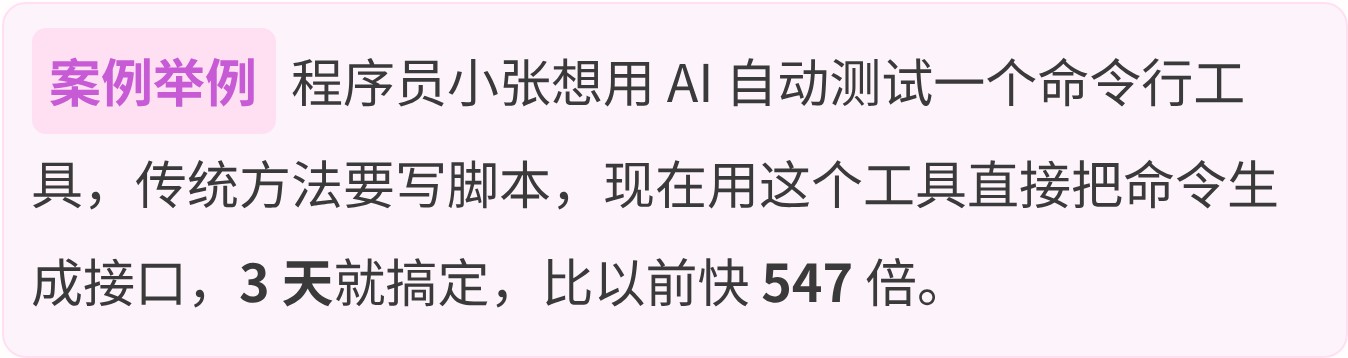 案例举例 程序员小张想用 AI 自动测试一个命令行工
具，传统方法要写脚本，现在用这个工具直接把命令生
成接口，3 天就搞定，比以前快 547 倍。